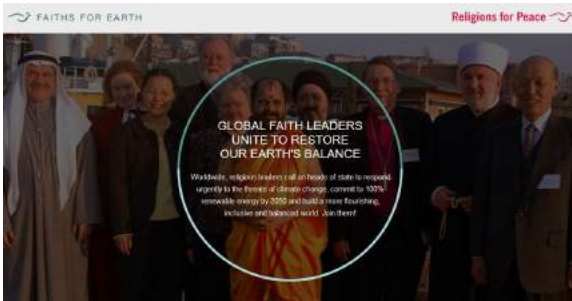 FAITHS FOR EARTH
Religions for Peace
GLOBAL FAITH LEADERS
UNITE TO RESTORE
OUR EARTH'S BALANCE
Worldwide, religious leaders call on heads of state to respond
urgently to the threats of climate change, commit to 100%
renewable energy by 2050 and build a more flourishing,
inclusive and balanced world. Join them!